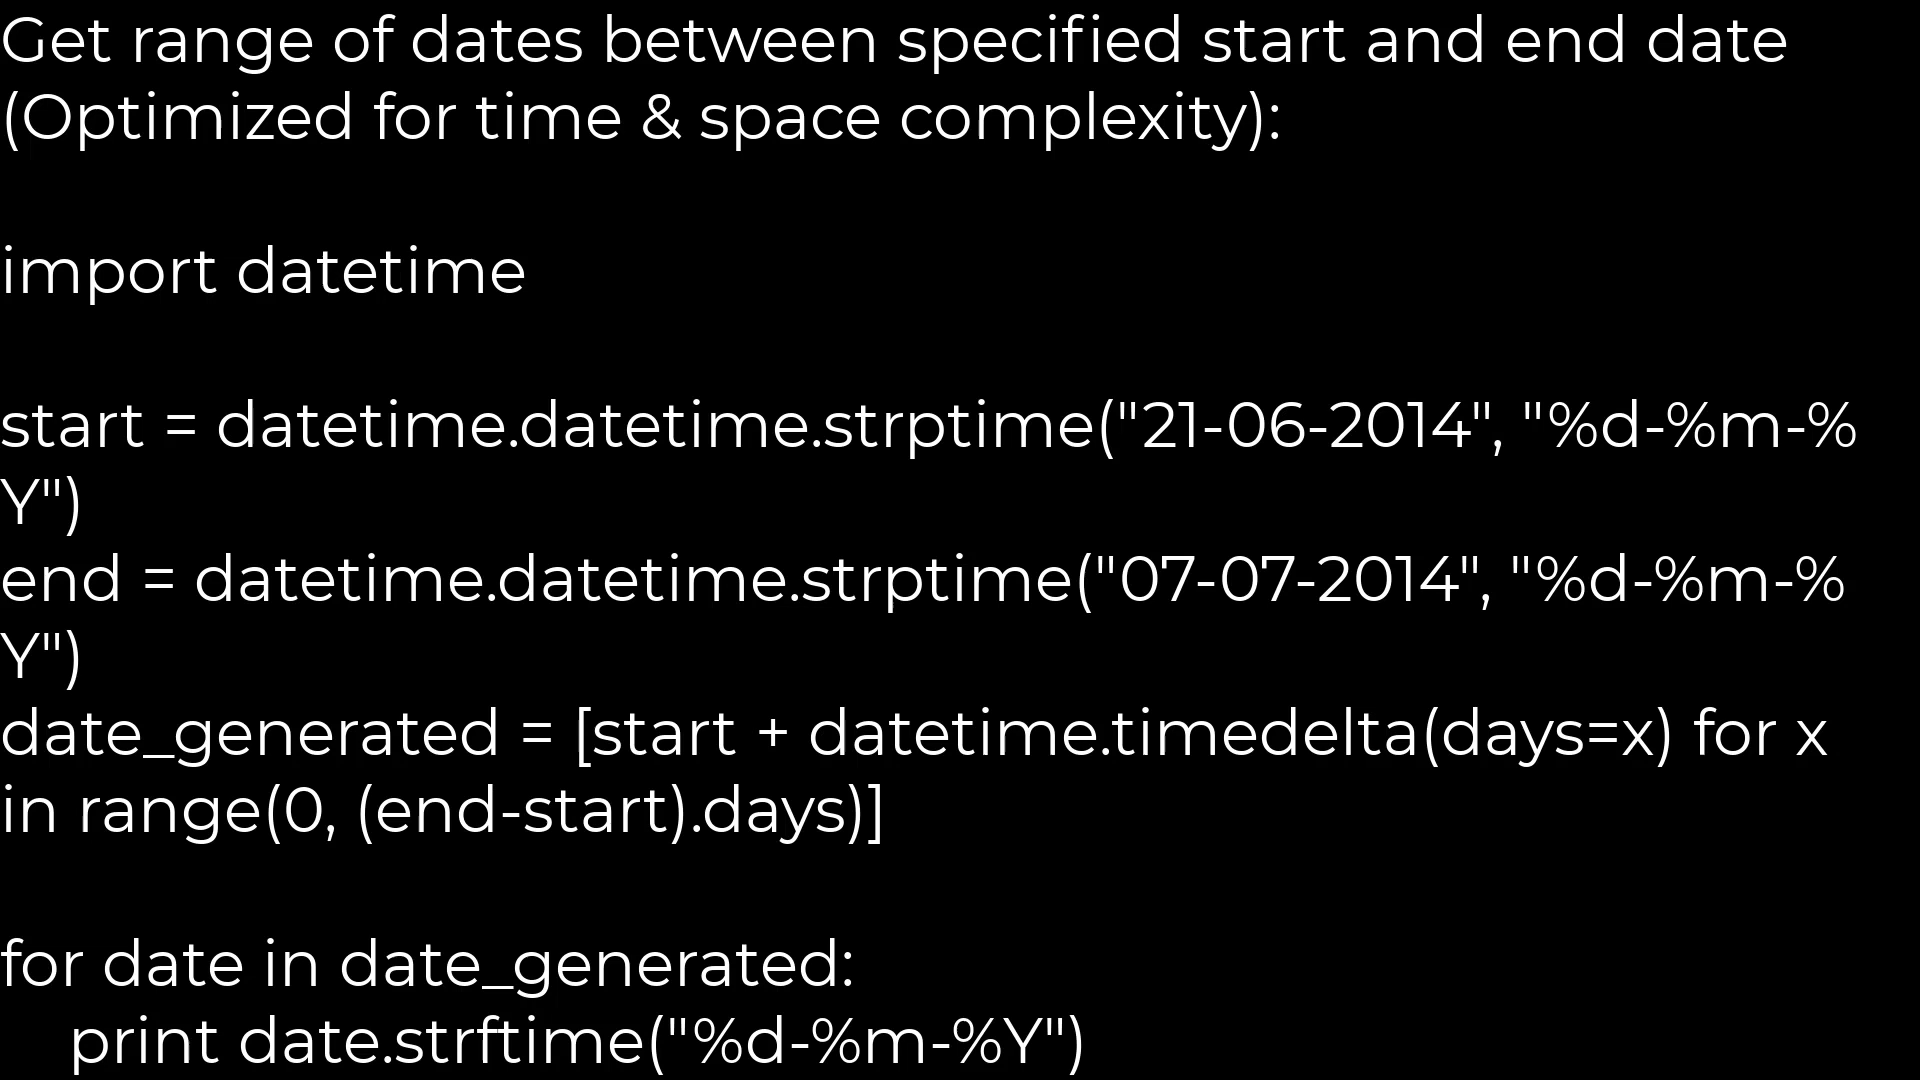 Get range of dates between specified start and end date
(Optimized for time & space complexity):
import datetime
start = datetime.datetime.strptime("21-06-2014", "%d-%m-%
Y")
end = datetime.datetime.strptime("07-07-2014", "%d-%m-%
Y")
date_generated = [start + datetime.timedelta(days=x) for x
in range(0, (end-start).days)]
for date in date_generated:
    print date.strftime("%d-%m-%Y")